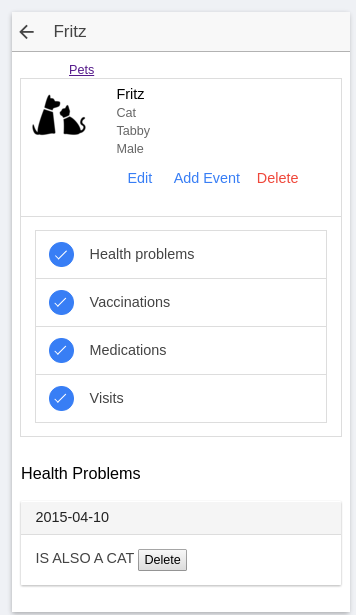 Fritz
Pets
Fritz
Cat
Tabby
Male
Edit Add Event Delete
Health problems
Vaccinations
Medications
Visits
Health Problems
2015-04-10
IS ALSO A CAT Delete